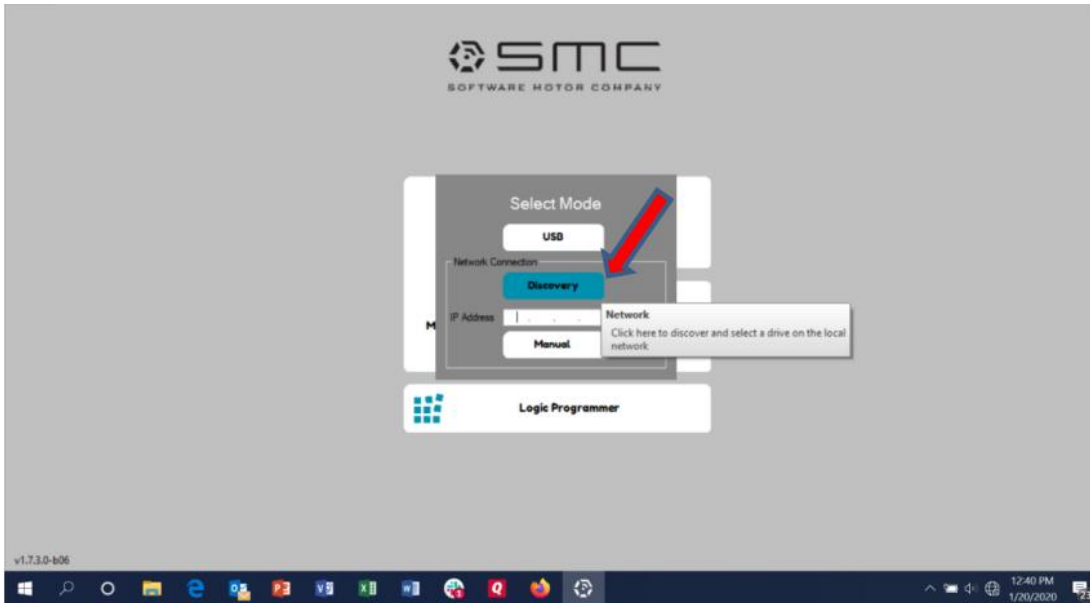 SMC
SOFTWARE MOTOR COMPANY
Select Mode
USB
Network Connection
Discovery
IP Address
Network
Click here to discover and select a drive on the local
network
M
Manual
Logic Programmer
v1.7.3.0-b06
12:40 PM
1/20/2020